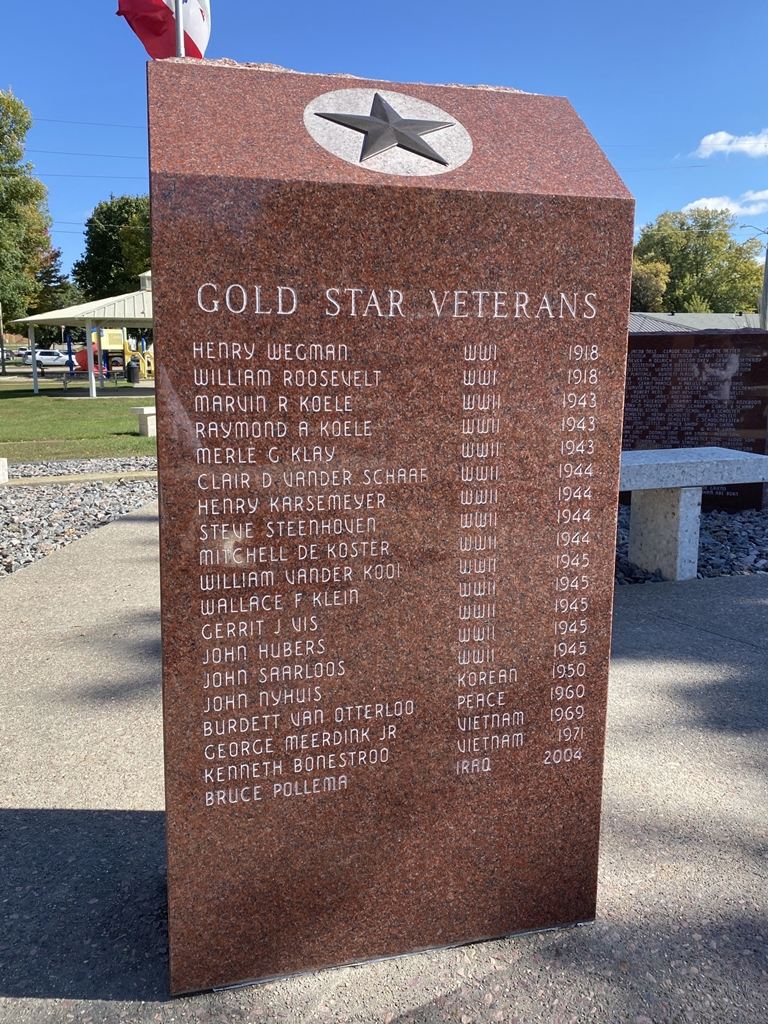 GOLD STAR VETERANS
HENRY WEGMAN WWI 1918
WILLIAM ROOSEVELT WWI 1918
MARVIN R KOELE WWII 1943
RAYMOND A KOELE WWII 1943
MERLE G KLAY WWII 1943
CLAIR D VANDER SCHAAF WWII 1944
HENRY KARSEMEYER WWII 1944
STEVE STEENHOVEN WWII 1944
MITCHELL DE KOSTER WWII 1944
WILLIAM VANDER KOOI WWII 1945
WALLACE F KLEIN WWII 1945
GERRIT J VIS WWII 1945
JOHN HUBERS WWII 1945
JOHN SAARLOOS WWII 1945
JOHN NYHUIS KOREAN 1950
BURDETT VAN OTTERLOO PEACE 1960
GEORGE MEERDINK JR VIETNAM 1969
KENNETH BONESTROO VIETNAM 1971
BRUCE POLLEMA IRAQ 2004